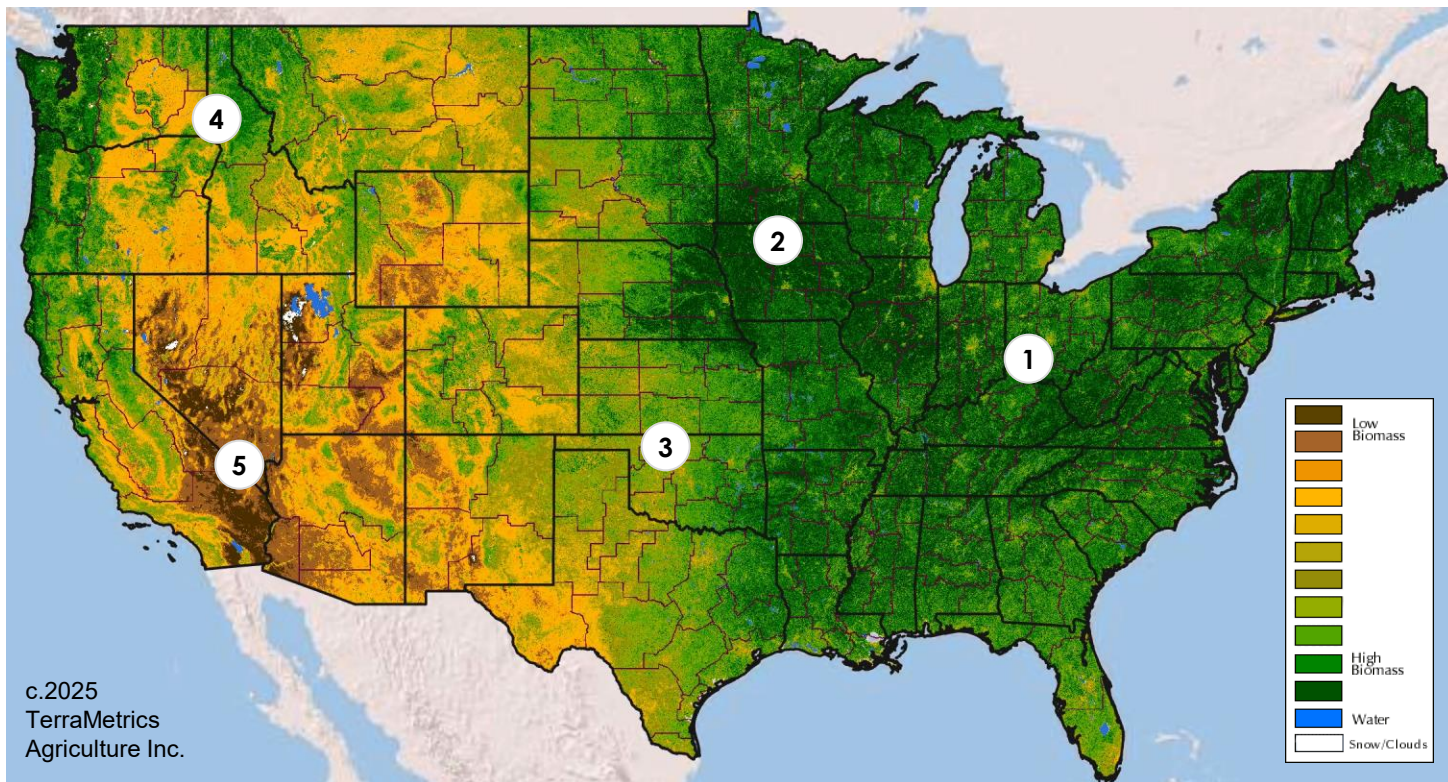 4
2
1
3
5
Low
Biomass
High
Biomass
Water
Snow/Clouds
c.2025
TerraMetrics
Agriculture Inc.